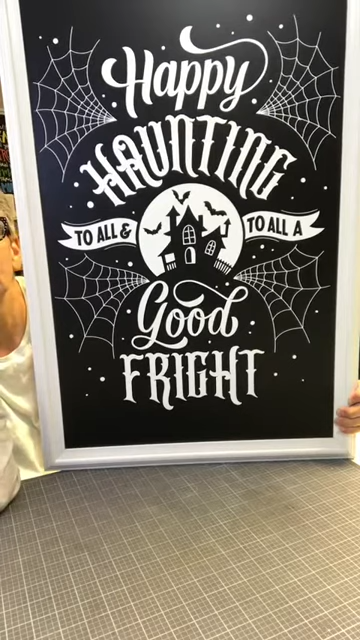 Happy
HAUNTING
TO ALL & TO ALL A
Good
FRIGHT